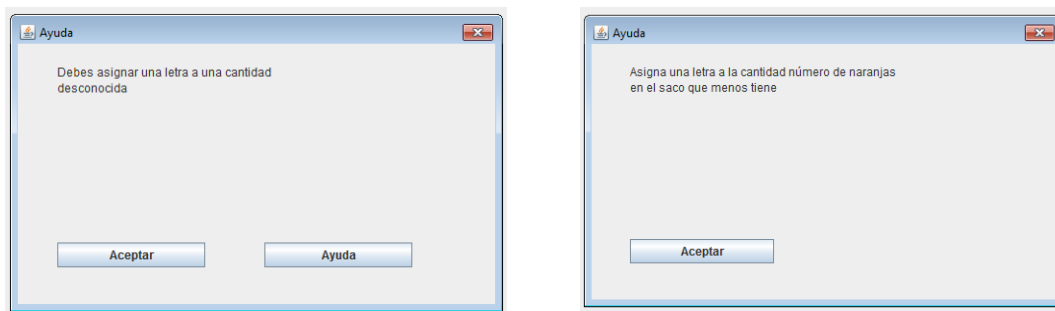 Ayuda
Debes asignar una letra a una cantidad
desconocida
Aceptar
Ayuda
Ayuda
Asigna una letra a la cantidad número de naranjas
en el saco que menos tiene
Aceptar